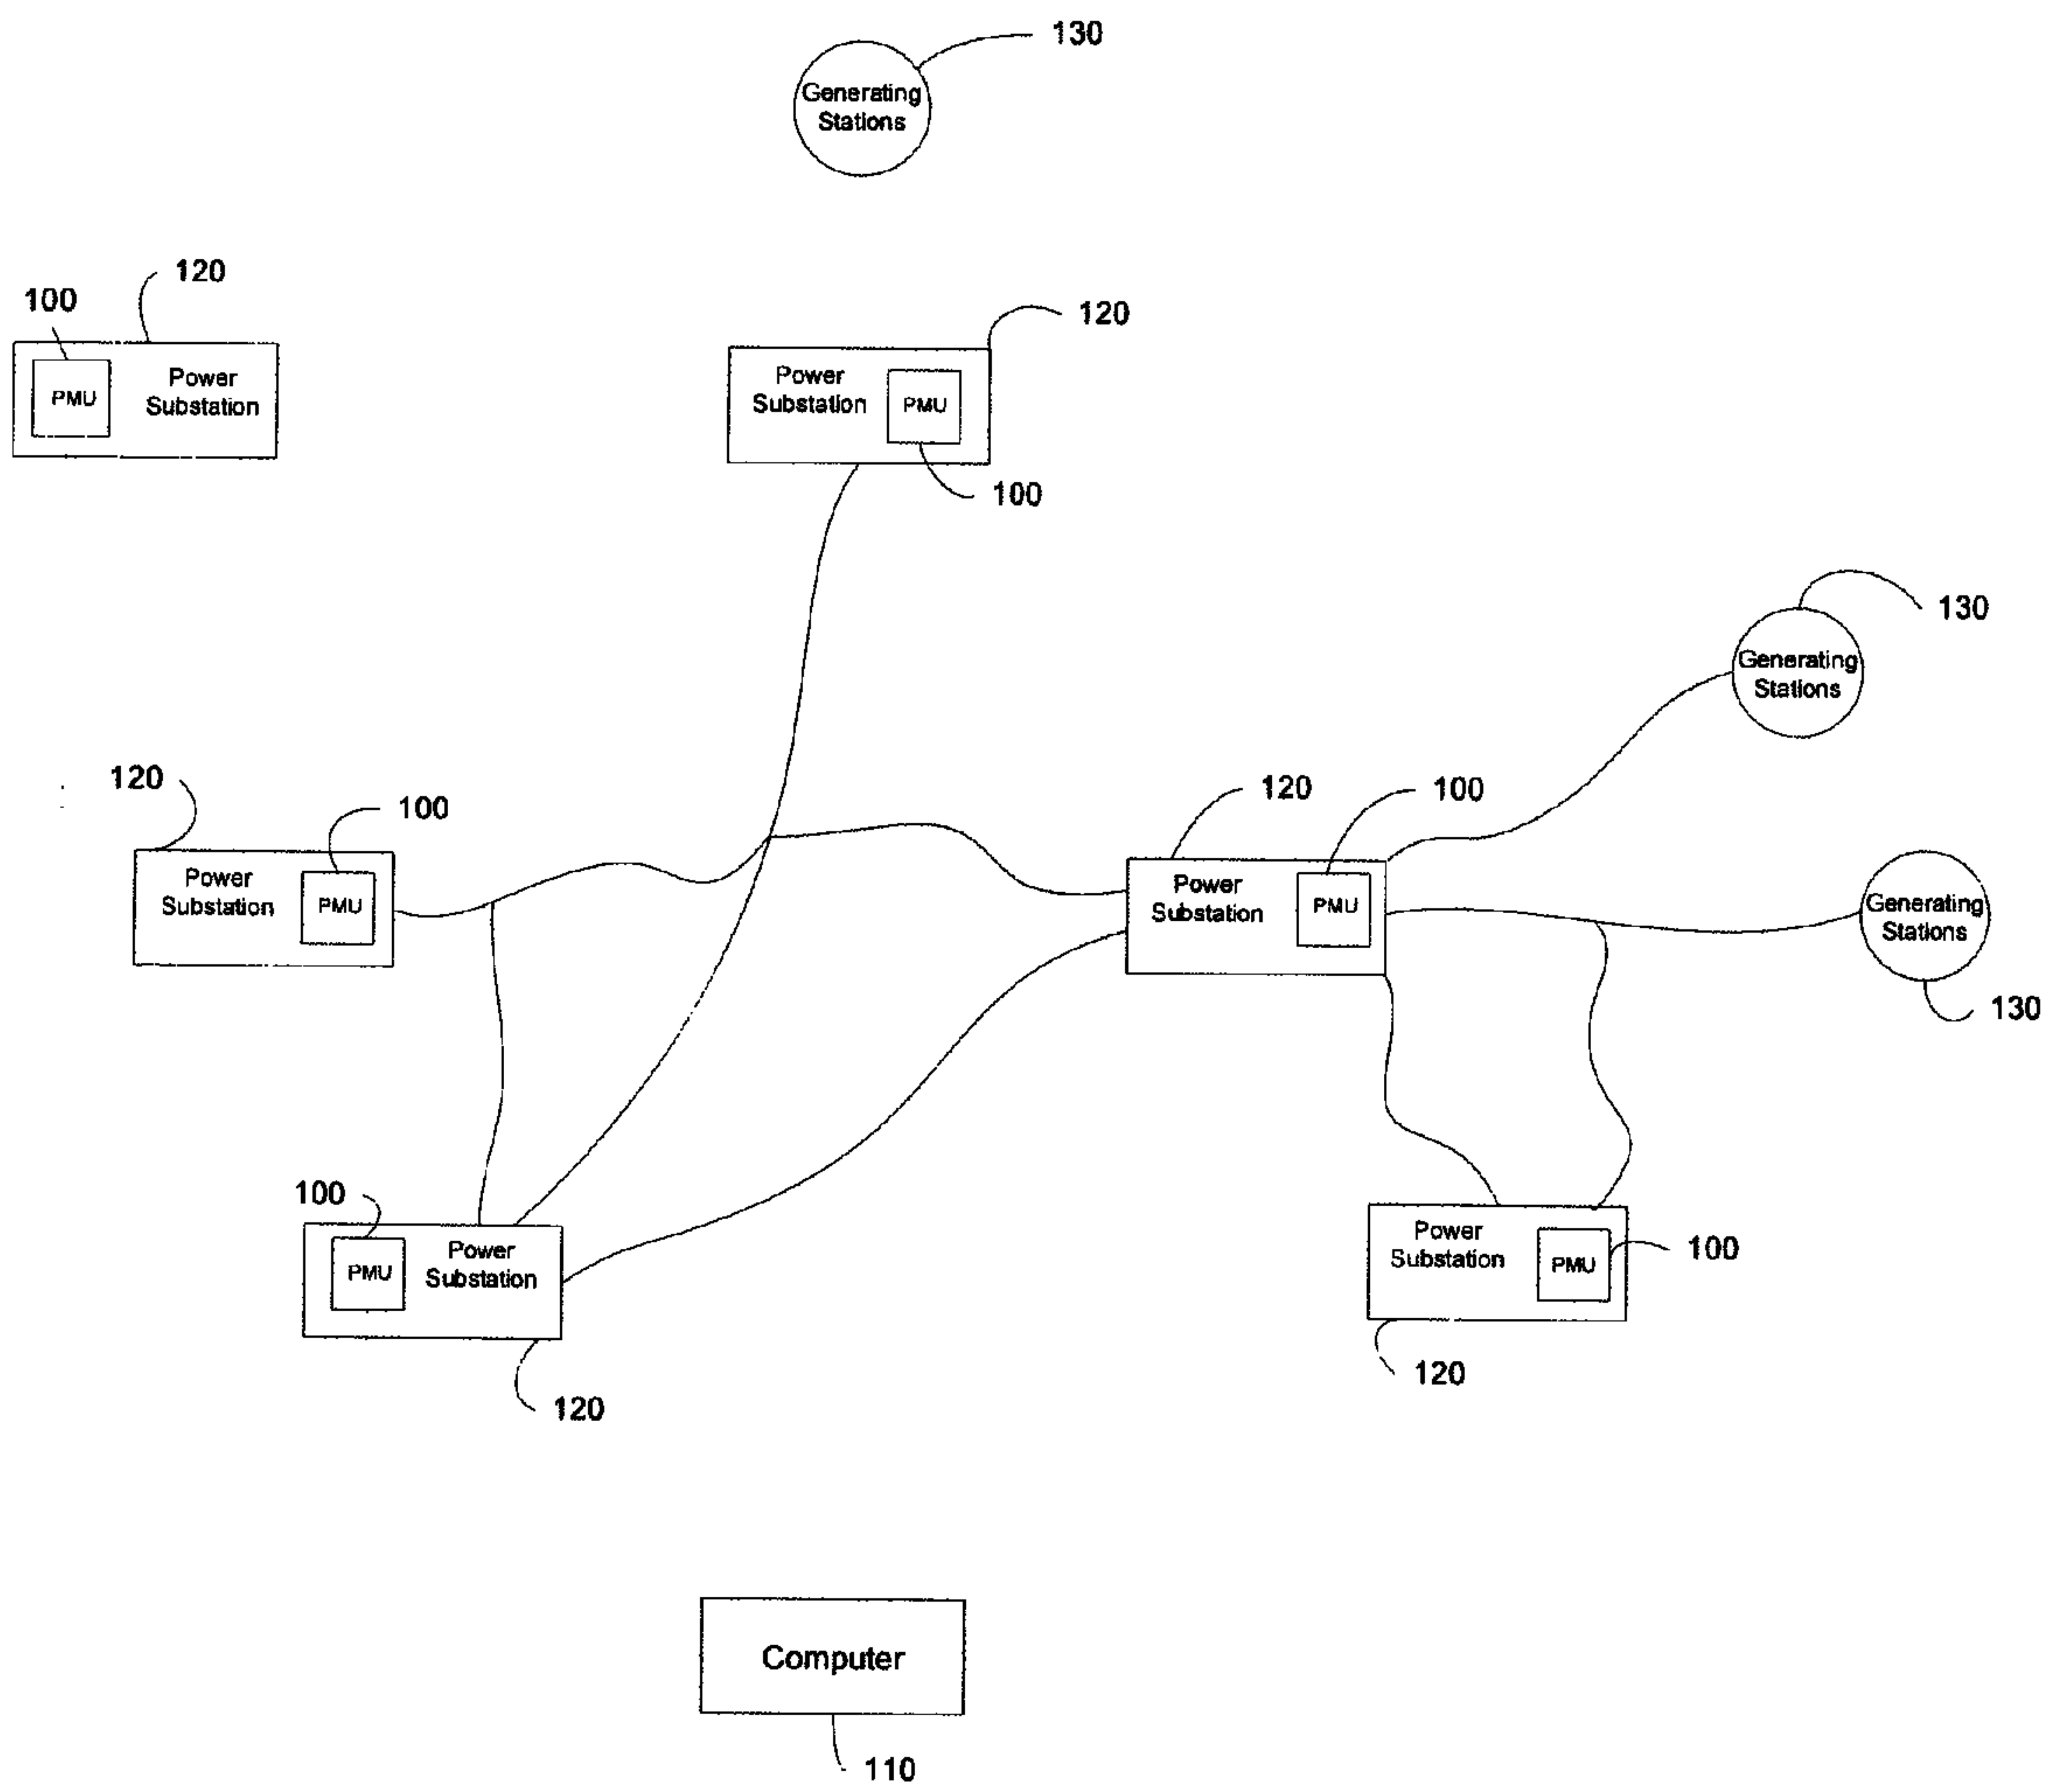 130
Generating
Stations
120
100
PMU
Power
Substation
120
Power
Substation
PMU
100
130
Generating
Stations
120
100
Power
Substation
PMU
120
100
Power
Substation
PMU
Generating
Stations
130
100
PMU
Power
Substation
120
Power
Substation
PMU
100
120
Computer
110